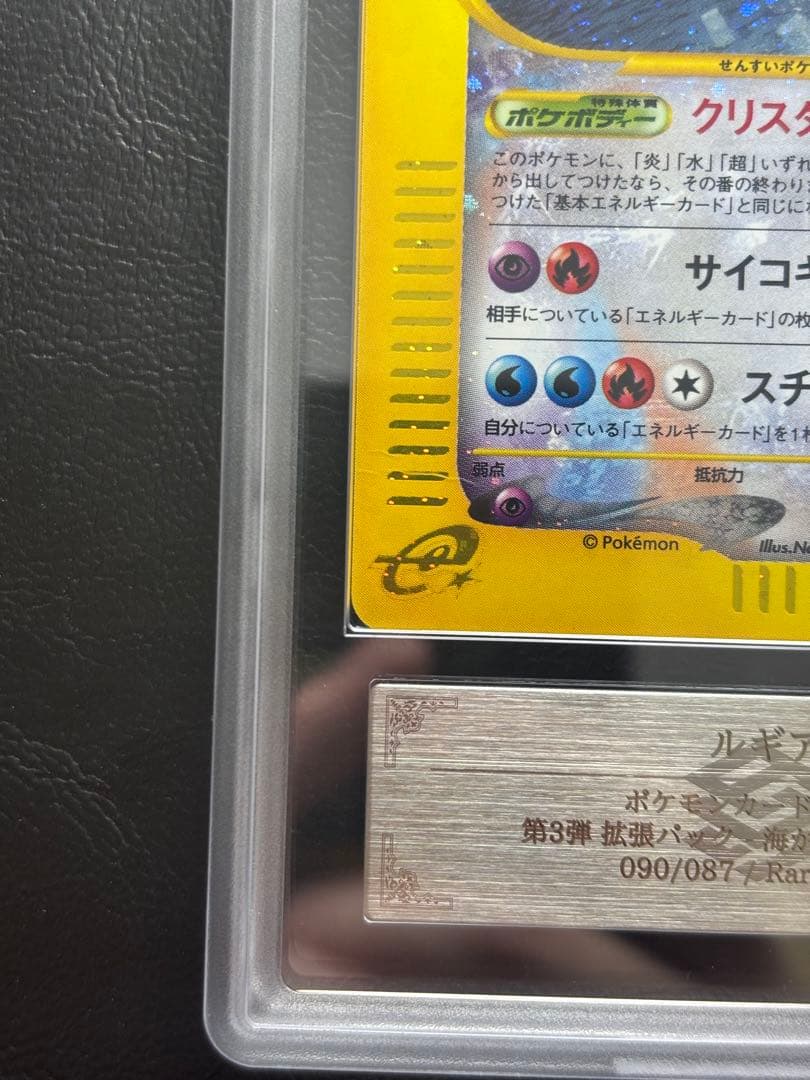 せんすいポケ
特殊体質
ポケボディー クリスタ
このポケモンに、「炎」「水」「超」いずれ
から出してつけたなら、その番の終わり
つけた「基本エネルギーカード」と同じに
サイコキ
相手についている「エネルギーカード」の枚
スチ
自分についている「エネルギーカード」を1枚
弱点 抵抗力
© Pokémon Illus.
e
ルギア
ポケモンカード
第3弾 拡張パック 海か
090/087 / Rar